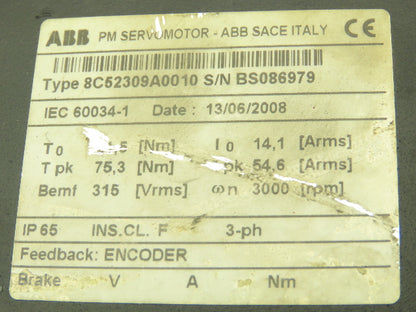 ABB PM SERVOMOTOR - ABB SACE ITALY CE
Type 8C52309A0010 S/N BS086979
IEC 60034-1 Date : 13/06/2008
T0 [Nm] I0 14,1 [Arms]
Tpk 75,3 [Nm] pk 54,6 [Arms]
Bemf 315 [Vrms] ωn 3000 [rpm]
IP 65 INS.CL. F 3-ph
Feedback: ENCODER
Brake V A Nm